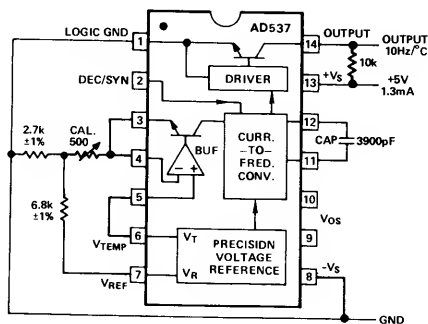 AD537
LOGIC GND
1
14
OUTPUT
OUTPUT
10Hz/°C
10k
DEC/SYN
2
DRIVER
13
+VS
+5V
1.3mA
2.7k
±1%
CAL.
500
3
BUF
CURR.
-TO-
FRED.
CONV.
12
CAP
3900pF
4
- +
11
6.8k
±1%
5
10
VOS
VTEMP
6
VT
PRECISIDN
VOLTAGE
REFERENCE
9
VREF
7
VR
8
-VS
GND